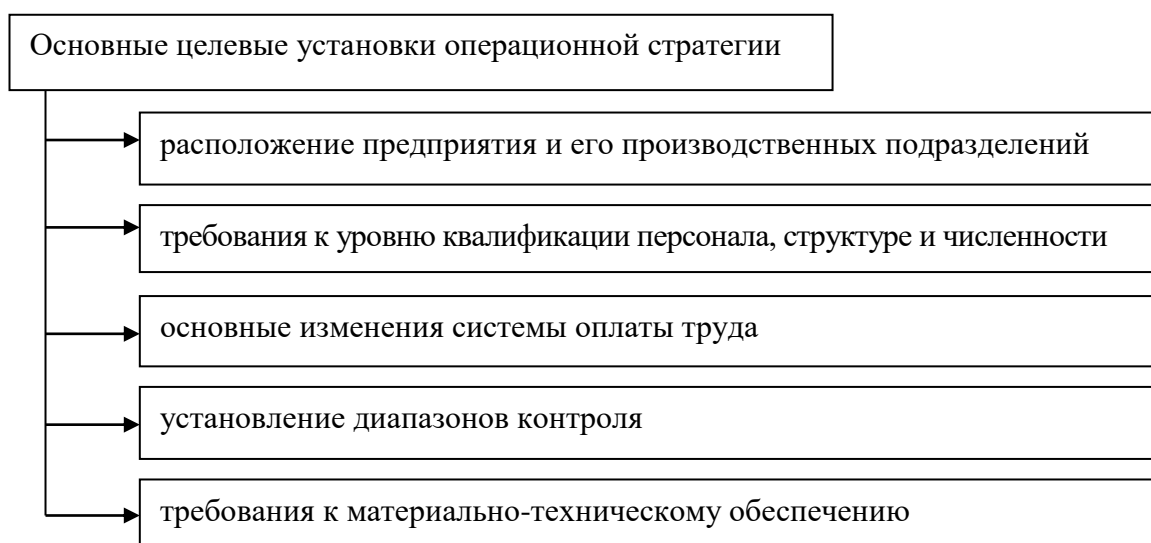 Основные целевые установки операционной стратегии
расположение предприятия и его производственных подразделений
требования к уровню квалификации персонала, структуре и численности
основные изменения системы оплаты труда
установление диапазонов контроля
требования к материально-техническому обеспечению